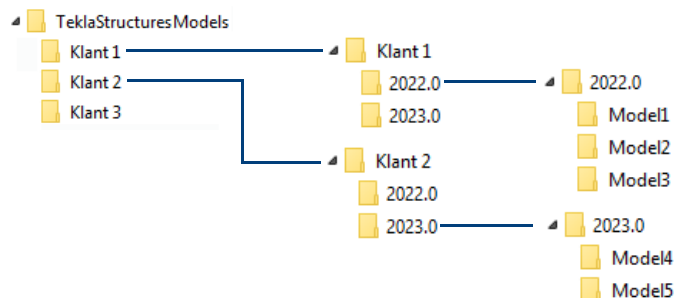 TeklaStructuresModels
Klant 1
Klant 2
Klant 3
Klant 1
2022.0
2023.0
Klant 2
2022.0
2023.0
2022.0
Model1
Model2
Model3
2023.0
Model4
Model5